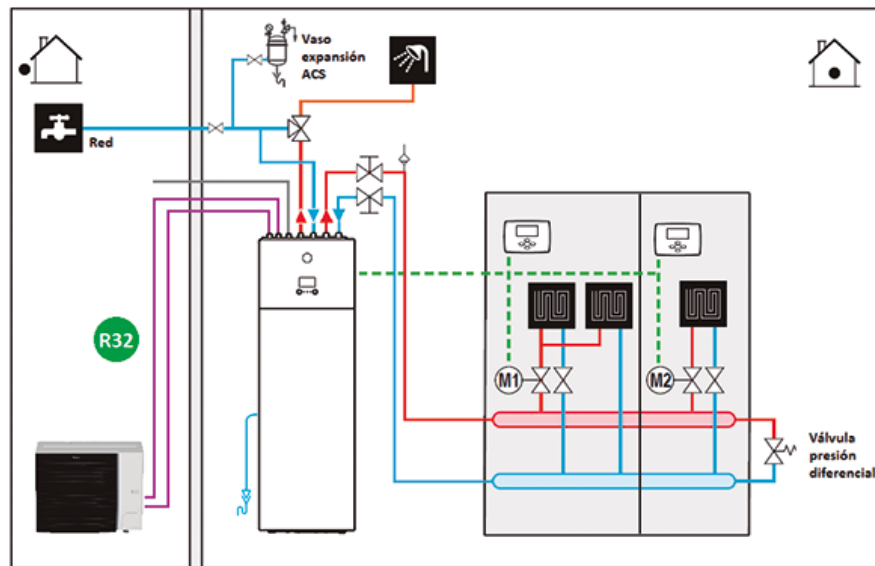 Vaso
expansión
ACS
Red
R32
M1
M2
Válvula
presión
diferencial